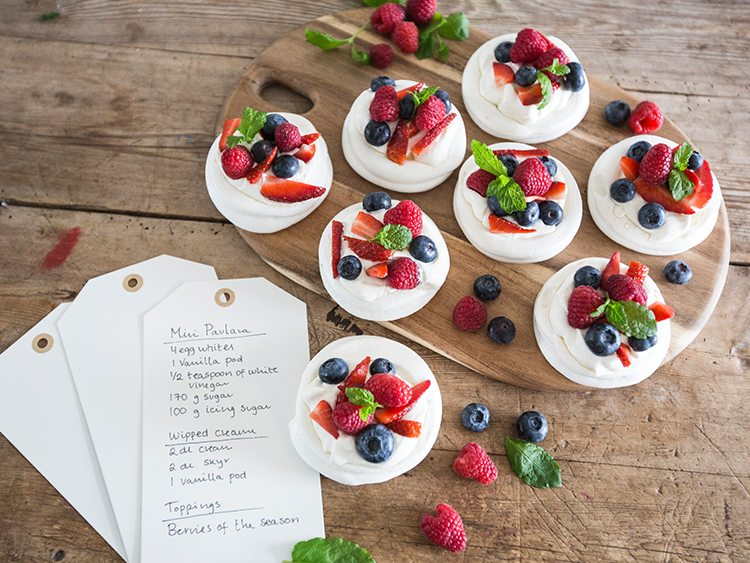 Mini Pavlova
4 egg whites
1 Vanilla pod
1/2 teaspoon of white
vinegar
170 g sugar
100 g icing sugar
Wipped creame
2 dl cream
2 dl skyr
1 vanilla pod
Toppings
Berries of the season